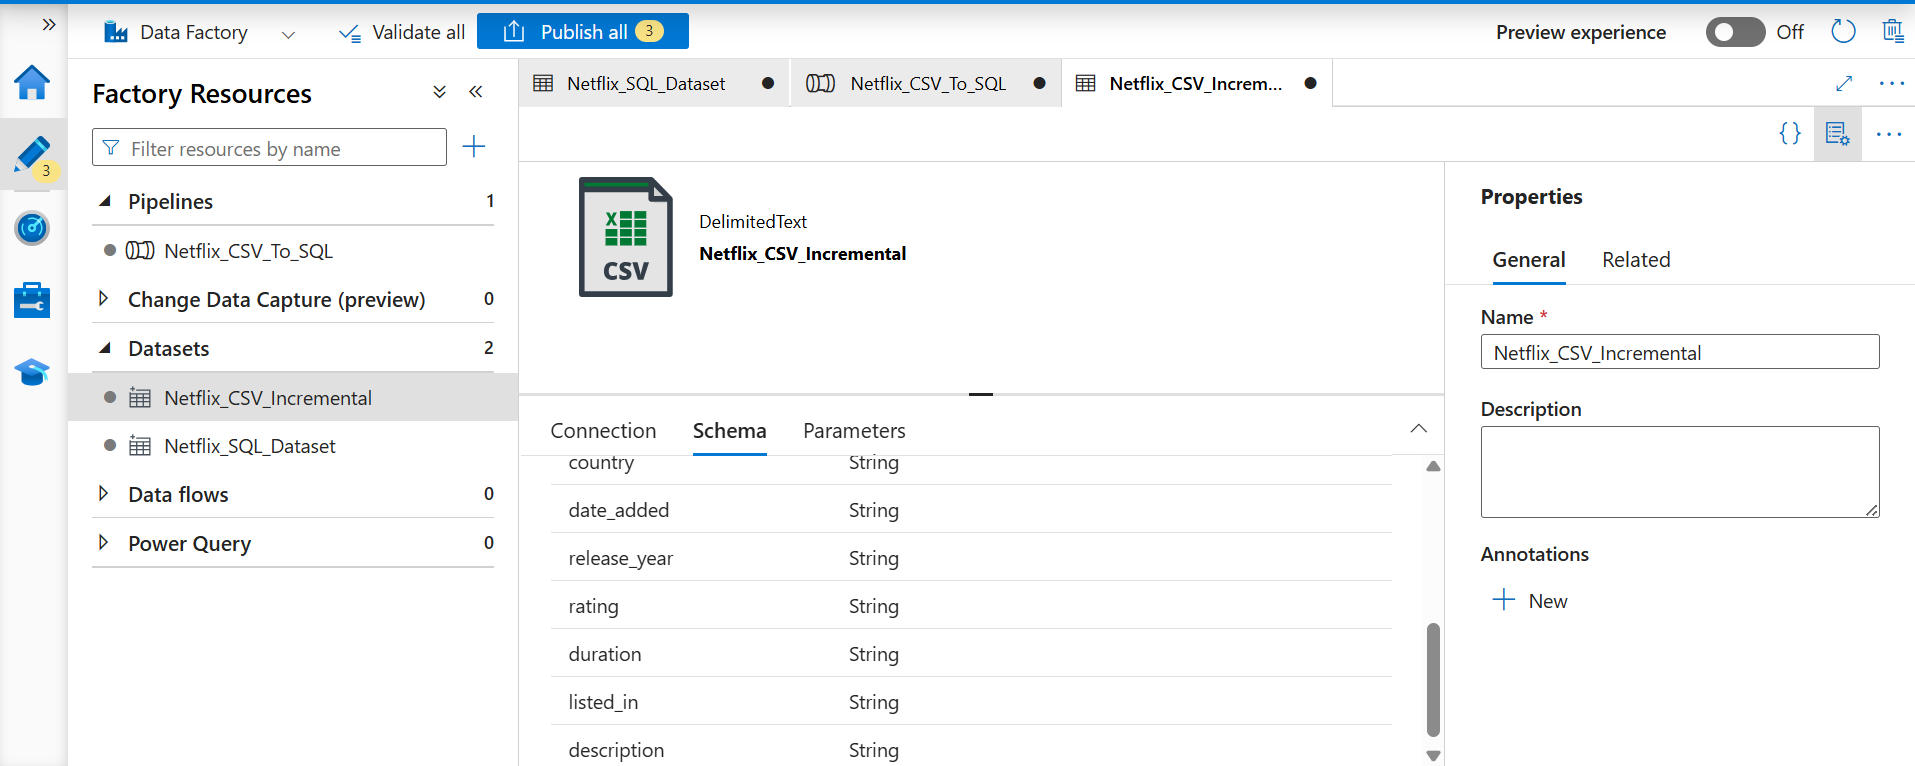 Data Factory
Validate all
Publish all 3
Preview experience Off
3
Factory Resources
Filter resources by name
Pipelines 1
Netflix_CSV_To_SQL
Change Data Capture (preview) 0
Datasets 2
Netflix_CSV_Incremental
Netflix_SQL_Dataset
Data flows 0
Power Query 0
Netflix_SQL_Dataset
Netflix_CSV_To_SQL
Netflix_CSV_Increm...
X
CSV
DelimitedText
Netflix_CSV_Incremental
Connection Schema Parameters
country String
date_added String
release_year String
rating String
duration String
listed_in String
description String
Properties
General Related
Name *
Netflix_CSV_Incremental
Description
Annotations
New